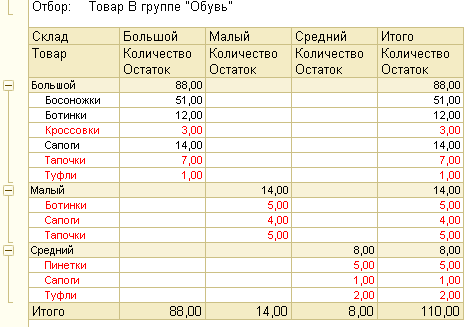 Отбор: Товар В группе "Обувь"
Склад Большой Малый Средний Итого
Товар Количество Количество Количество Количество
Остаток Остаток Остаток Остаток
Большой 88,00 88,00
Босоножки 51,00 51,00
Ботинки 12,00 12,00
Кроссовки 3,00 3,00
Сапоги 14,00 14,00
Тапочки 7,00 7,00
Туфли 1,00 1,00
Малый 14,00 14,00
Ботинки 5,00 5,00
Сапоги 4,00 4,00
Тапочки 5,00 5,00
Средний 8,00 8,00
Пинетки 5,00 5,00
Сапоги 1,00 1,00
Туфли 2,00 2,00
Итого 88,00 14,00 8,00 110,00